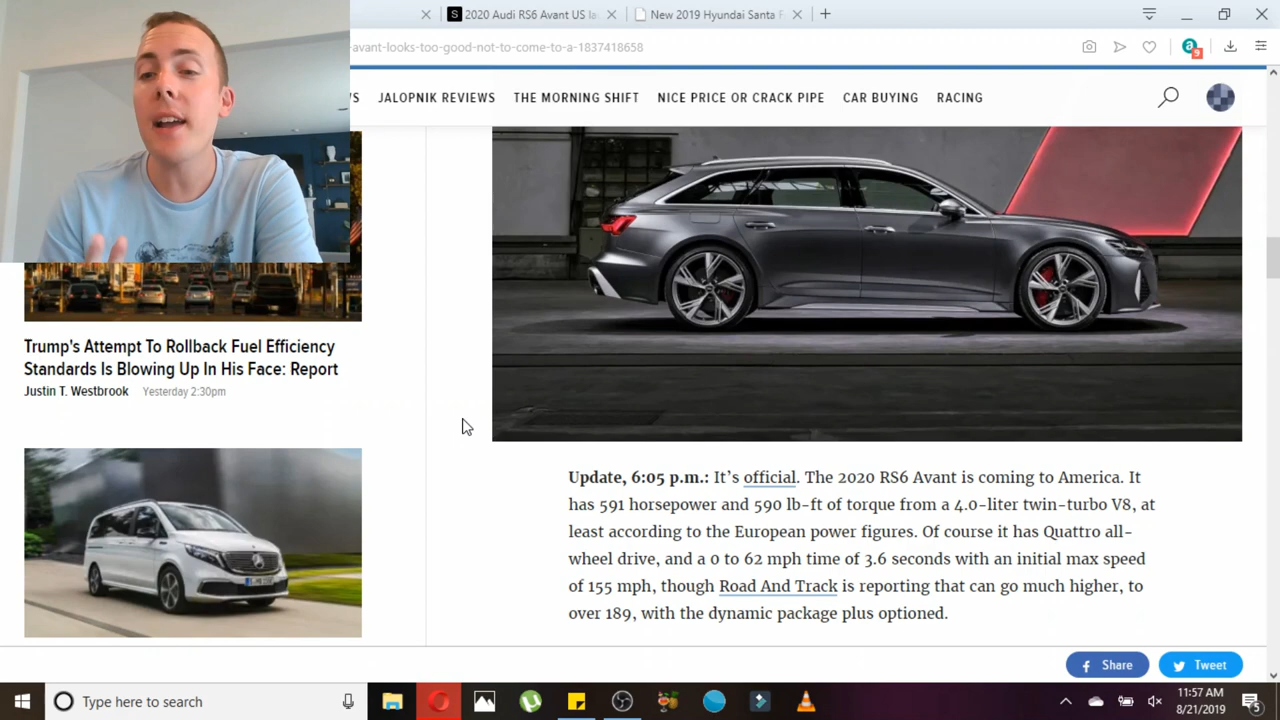 2020 Audi RS6 Avant US la
New 2019 Hyundai Santa F
-avant-looks-too-good-not-to-come-to-a-1837418658
9
JALOPNIK REVIEWS
THE MORNING SHIFT
NICE PRICE OR CRACK PIPE
CAR BUYING
RACING
Trump's Attempt To Rollback Fuel Efficiency
Standards Is Blowing Up In His Face: Report
Justin T. Westbrook Yesterday 2:30pm
Update, 6:05 p.m.: It's official. The 2020 RS6 Avant is coming to America. It
has 591 horsepower and 590 lb-ft of torque from a 4.0-liter twin-turbo V8, at
least according to the European power figures. Of course it has Quattro all-
wheel drive, and a 0 to 62 mph time of 3.6 seconds with an initial max speed
of 155 mph, though Road And Track is reporting that can go much higher, to
over 189, with the dynamic package plus optioned.
Share
Tweet
Type here to search
11:57 AM
8/21/2019
5